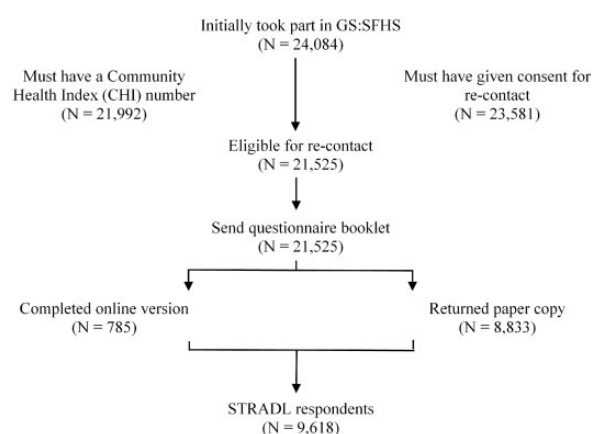 Initially took part in GS:SFHS
(N = 24,084)
Must have a Community
Health Index (CHI) number
(N = 21,992)
Must have given consent for
re-contact
(N = 23,581)
Eligible for re-contact
(N = 21,525)
Send questionnaire booklet
(N = 21,525)
Completed online version
(N = 785)
Returned paper copy
(N = 8,833)
STRADL respondents
(N = 9,618)